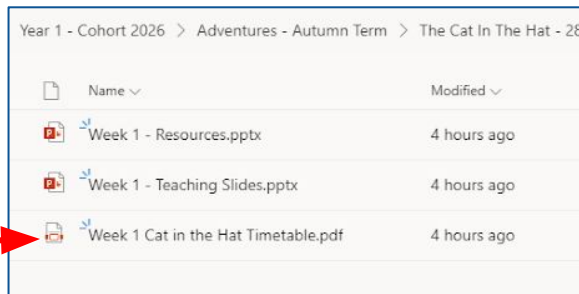 Year 1 - Cohort 2026 > Adventures - Autumn Term > The Cat In The Hat - 28
Name Modified
Week 1 - Resources.pptx 4 hours ago
Week 1 - Teaching Slides.pptx 4 hours ago
Week 1 Cat in the Hat Timetable.pdf 4 hours ago